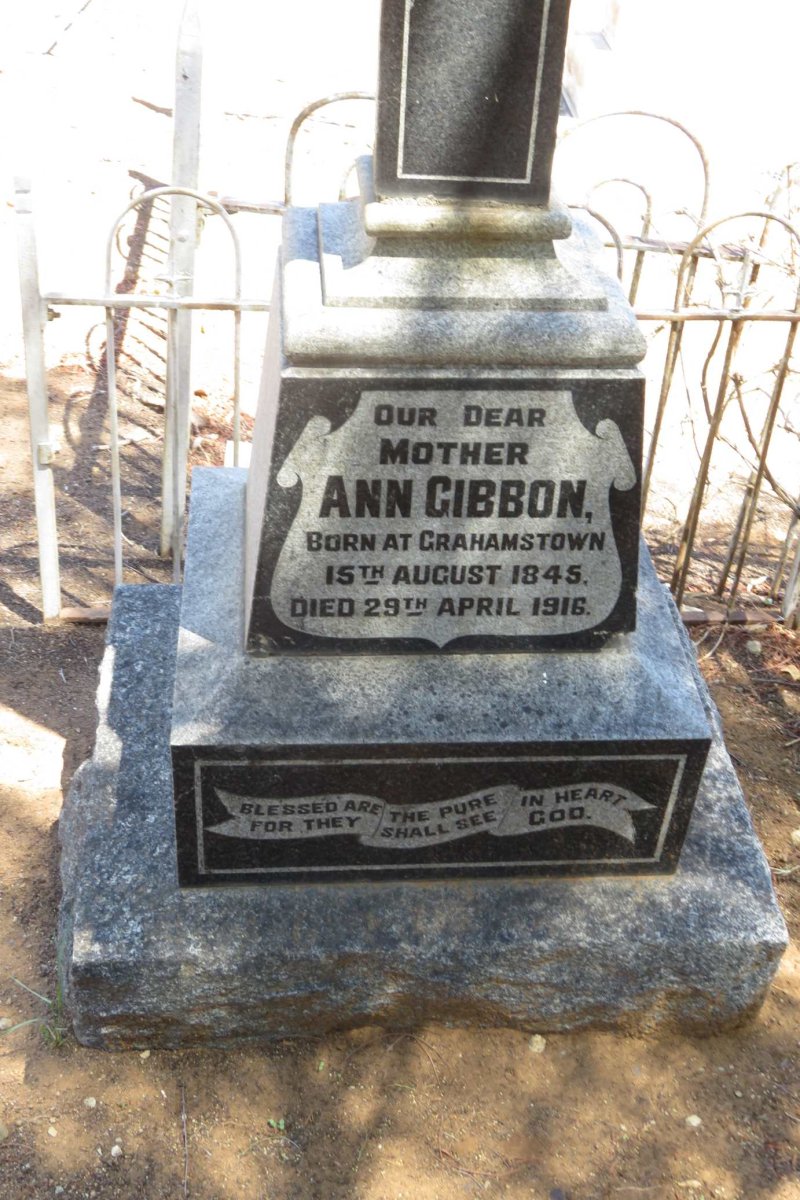 OUR DEAR
MOTHER
ANN GIBBON,
BORN AT GRAHAMSTOWN
15TH AUGUST 1845.
DIED 29TH APRIL 1916.
BLESSED ARE THE PURE IN HEART
FOR THEY SHALL SEE GOD.